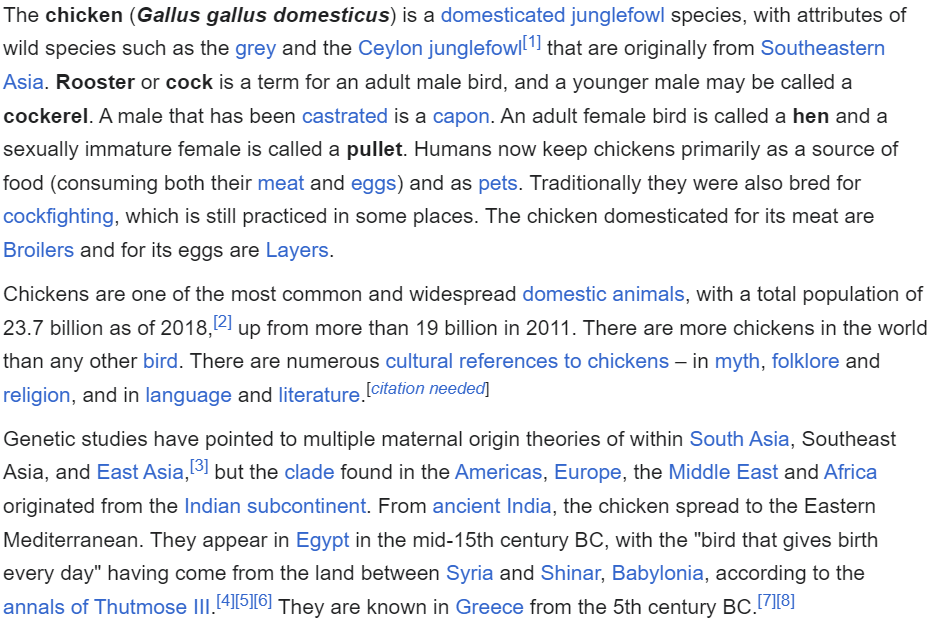 The chicken (Gallus gallus domesticus) is a domesticated junglefowl species, with attributes of
wild species such as the grey and the Ceylon junglefowl[1] that are originally from Southeastern
Asia. Rooster or cock is a term for an adult male bird, and a younger male may be called a
cockerel. A male that has been castrated is a capon. An adult female bird is called a hen and a
sexually immature female is called a pullet. Humans now keep chickens primarily as a source of
food (consuming both their meat and eggs) and as pets. Traditionally they were also bred for
cockfighting, which is still practiced in some places. The chicken domesticated for its meat are
Broilers and for its eggs are Layers.
Chickens are one of the most common and widespread domestic animals, with a total population of
23.7 billion as of 2018,[2] up from more than 19 billion in 2011. There are more chickens in the world
than any other bird. There are numerous cultural references to chickens – in myth, folklore and
religion, and in language and literature.[citation needed]
Genetic studies have pointed to multiple maternal origin theories of within South Asia, Southeast
Asia, and East Asia,[3] but the clade found in the Americas, Europe, the Middle East and Africa
originated from the Indian subcontinent. From ancient India, the chicken spread to the Eastern
Mediterranean. They appear in Egypt in the mid-15th century BC, with the "bird that gives birth
every day" having come from the land between Syria and Shinar, Babylonia, according to the
annals of Thutmose III.[4][5][6] They are known in Greece from the 5th century BC.[7][8]